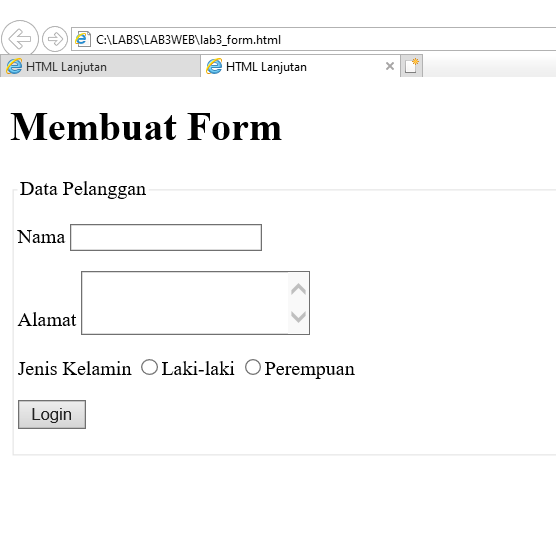 C:\LABS\LAB3WEB\lab3_form.html
HTML Lanjutan HTML Lanjutan
Membuat Form
Data Pelanggan
Nama
Alamat
Jenis Kelamin Laki-laki Perempuan
Login